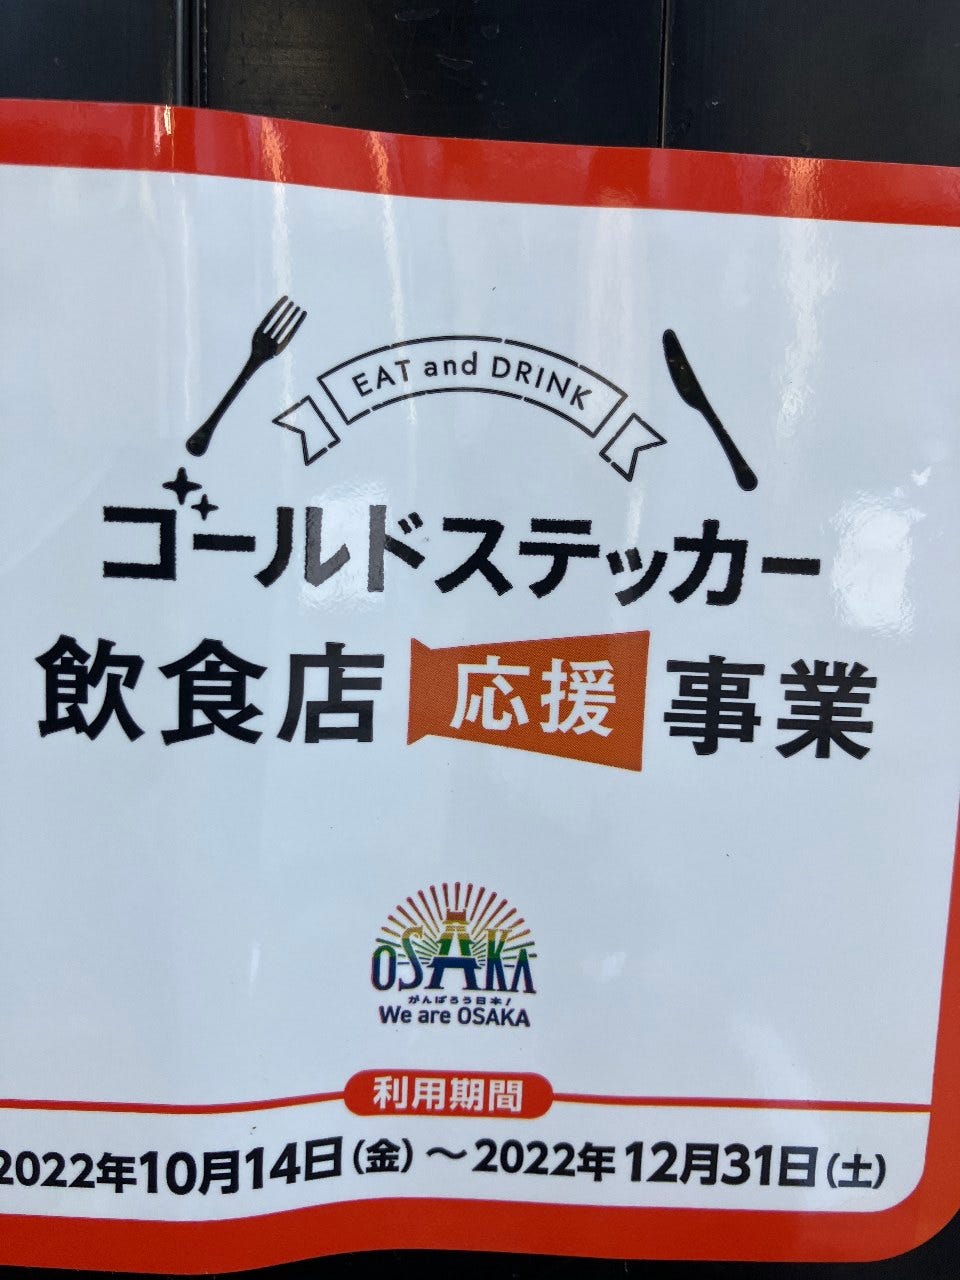 EAT and DRINK
ゴールドステッカー
飲食店 応援 事業
OSAKA
がんばろう日本!
We are OSAKA
利用期間
2022年10月14日(金)~2022年12月31日(土)